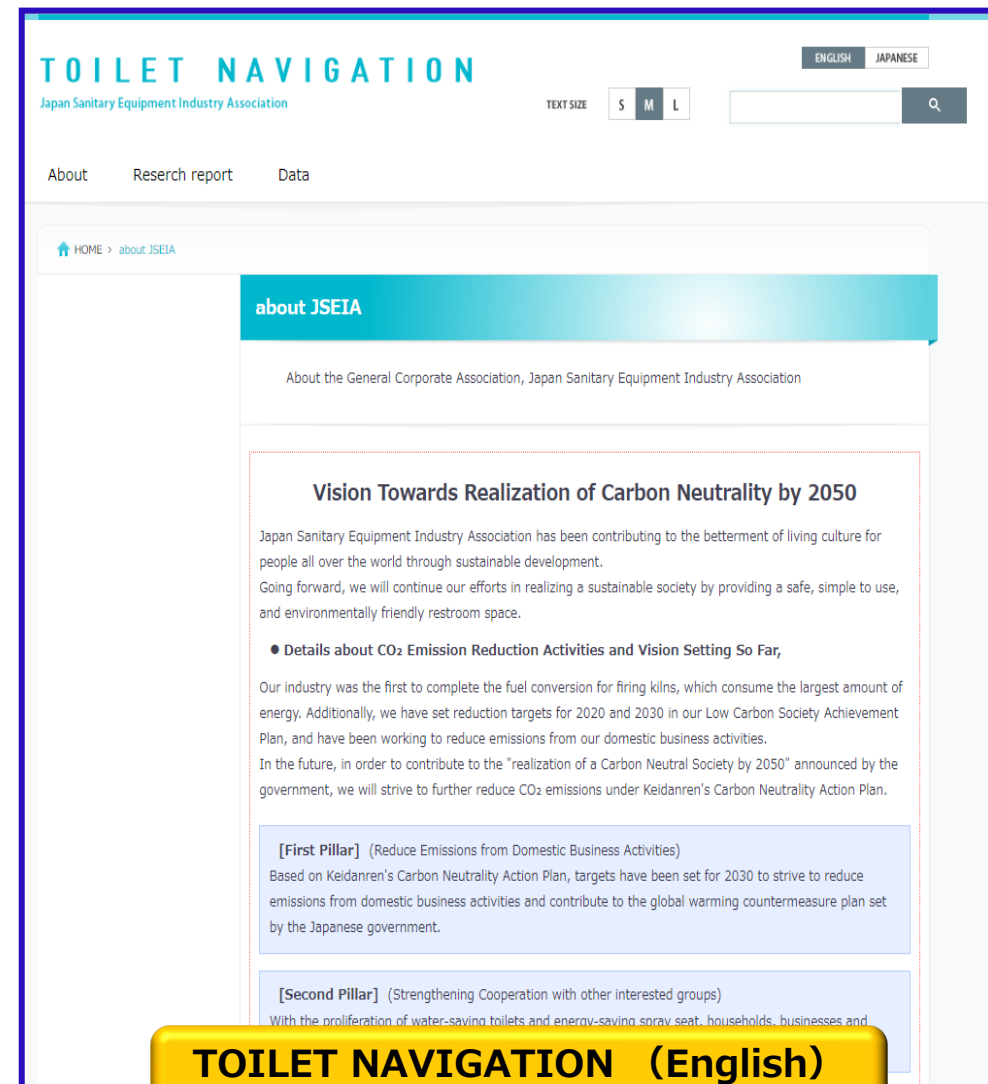 TOILET NAVIGATION
Japan Sanitary Equipment Industry Association
ENGLISH JAPANESE
TEXT SIZE S M L
About Reserch report Data
HOME > about JSEIA
about JSEIA
About the General Corporate Association, Japan Sanitary Equipment Industry Association
Vision Towards Realization of Carbon Neutrality by 2050
Japan Sanitary Equipment Industry Association has been contributing to the betterment of living culture for
people all over the world through sustainable development.
Going forward, we will continue our efforts in realizing a sustainable society by providing a safe, simple to use,
and environmentally friendly restroom space.
● Details about CO₂ Emission Reduction Activities and Vision Setting So Far,
Our industry was the first to complete the fuel conversion for firing kilns, which consume the largest amount of
energy. Additionally, we have set reduction targets for 2020 and 2030 in our Low Carbon Society Achievement
Plan, and have been working to reduce emissions from our domestic business activities.
In the future, in order to contribute to the "realization of a Carbon Neutral Society by 2050" announced by the
government, we will strive to further reduce CO₂ emissions under Keidanren's Carbon Neutrality Action Plan.
[First Pillar] (Reduce Emissions from Domestic Business Activities)
Based on Keidanren's Carbon Neutrality Action Plan, targets have been set for 2030 to strive to reduce
emissions from domestic business activities and contribute to the global warming countermeasure plan set
by the Japanese government.
[Second Pillar] (Strengthening Cooperation with other interested groups)
With the proliferation of water-saving toilets and energy-saving spray seat, households, businesses and
TOILET NAVIGATION （English）